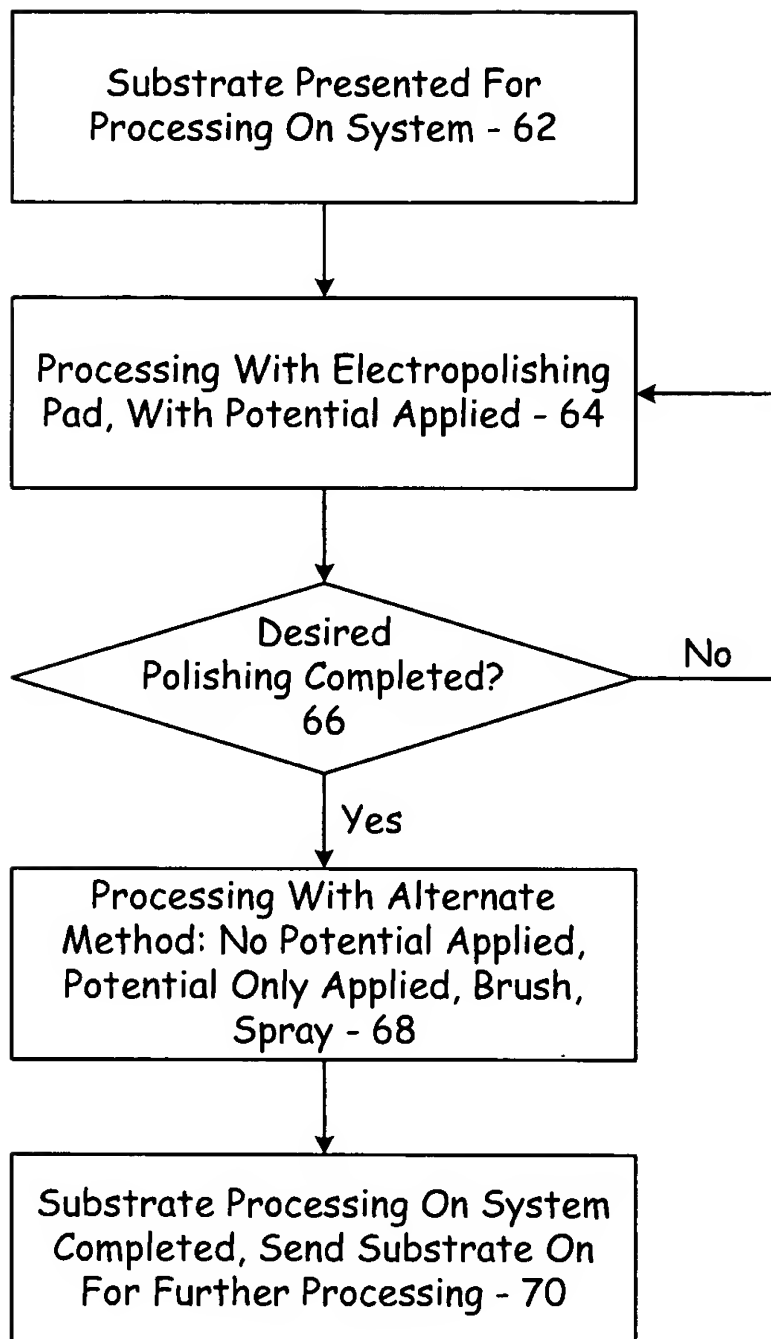 Substrate Presented For
Processing On System - 62
Processing With Electropolishing
Pad, With Potential Applied - 64
Desired
Polishing Completed?
66
No
Yes
Processing With Alternate
Method: No Potential Applied,
Potential Only Applied, Brush,
Spray - 68
Substrate Processing On System
Completed, Send Substrate On
For Further Processing - 70